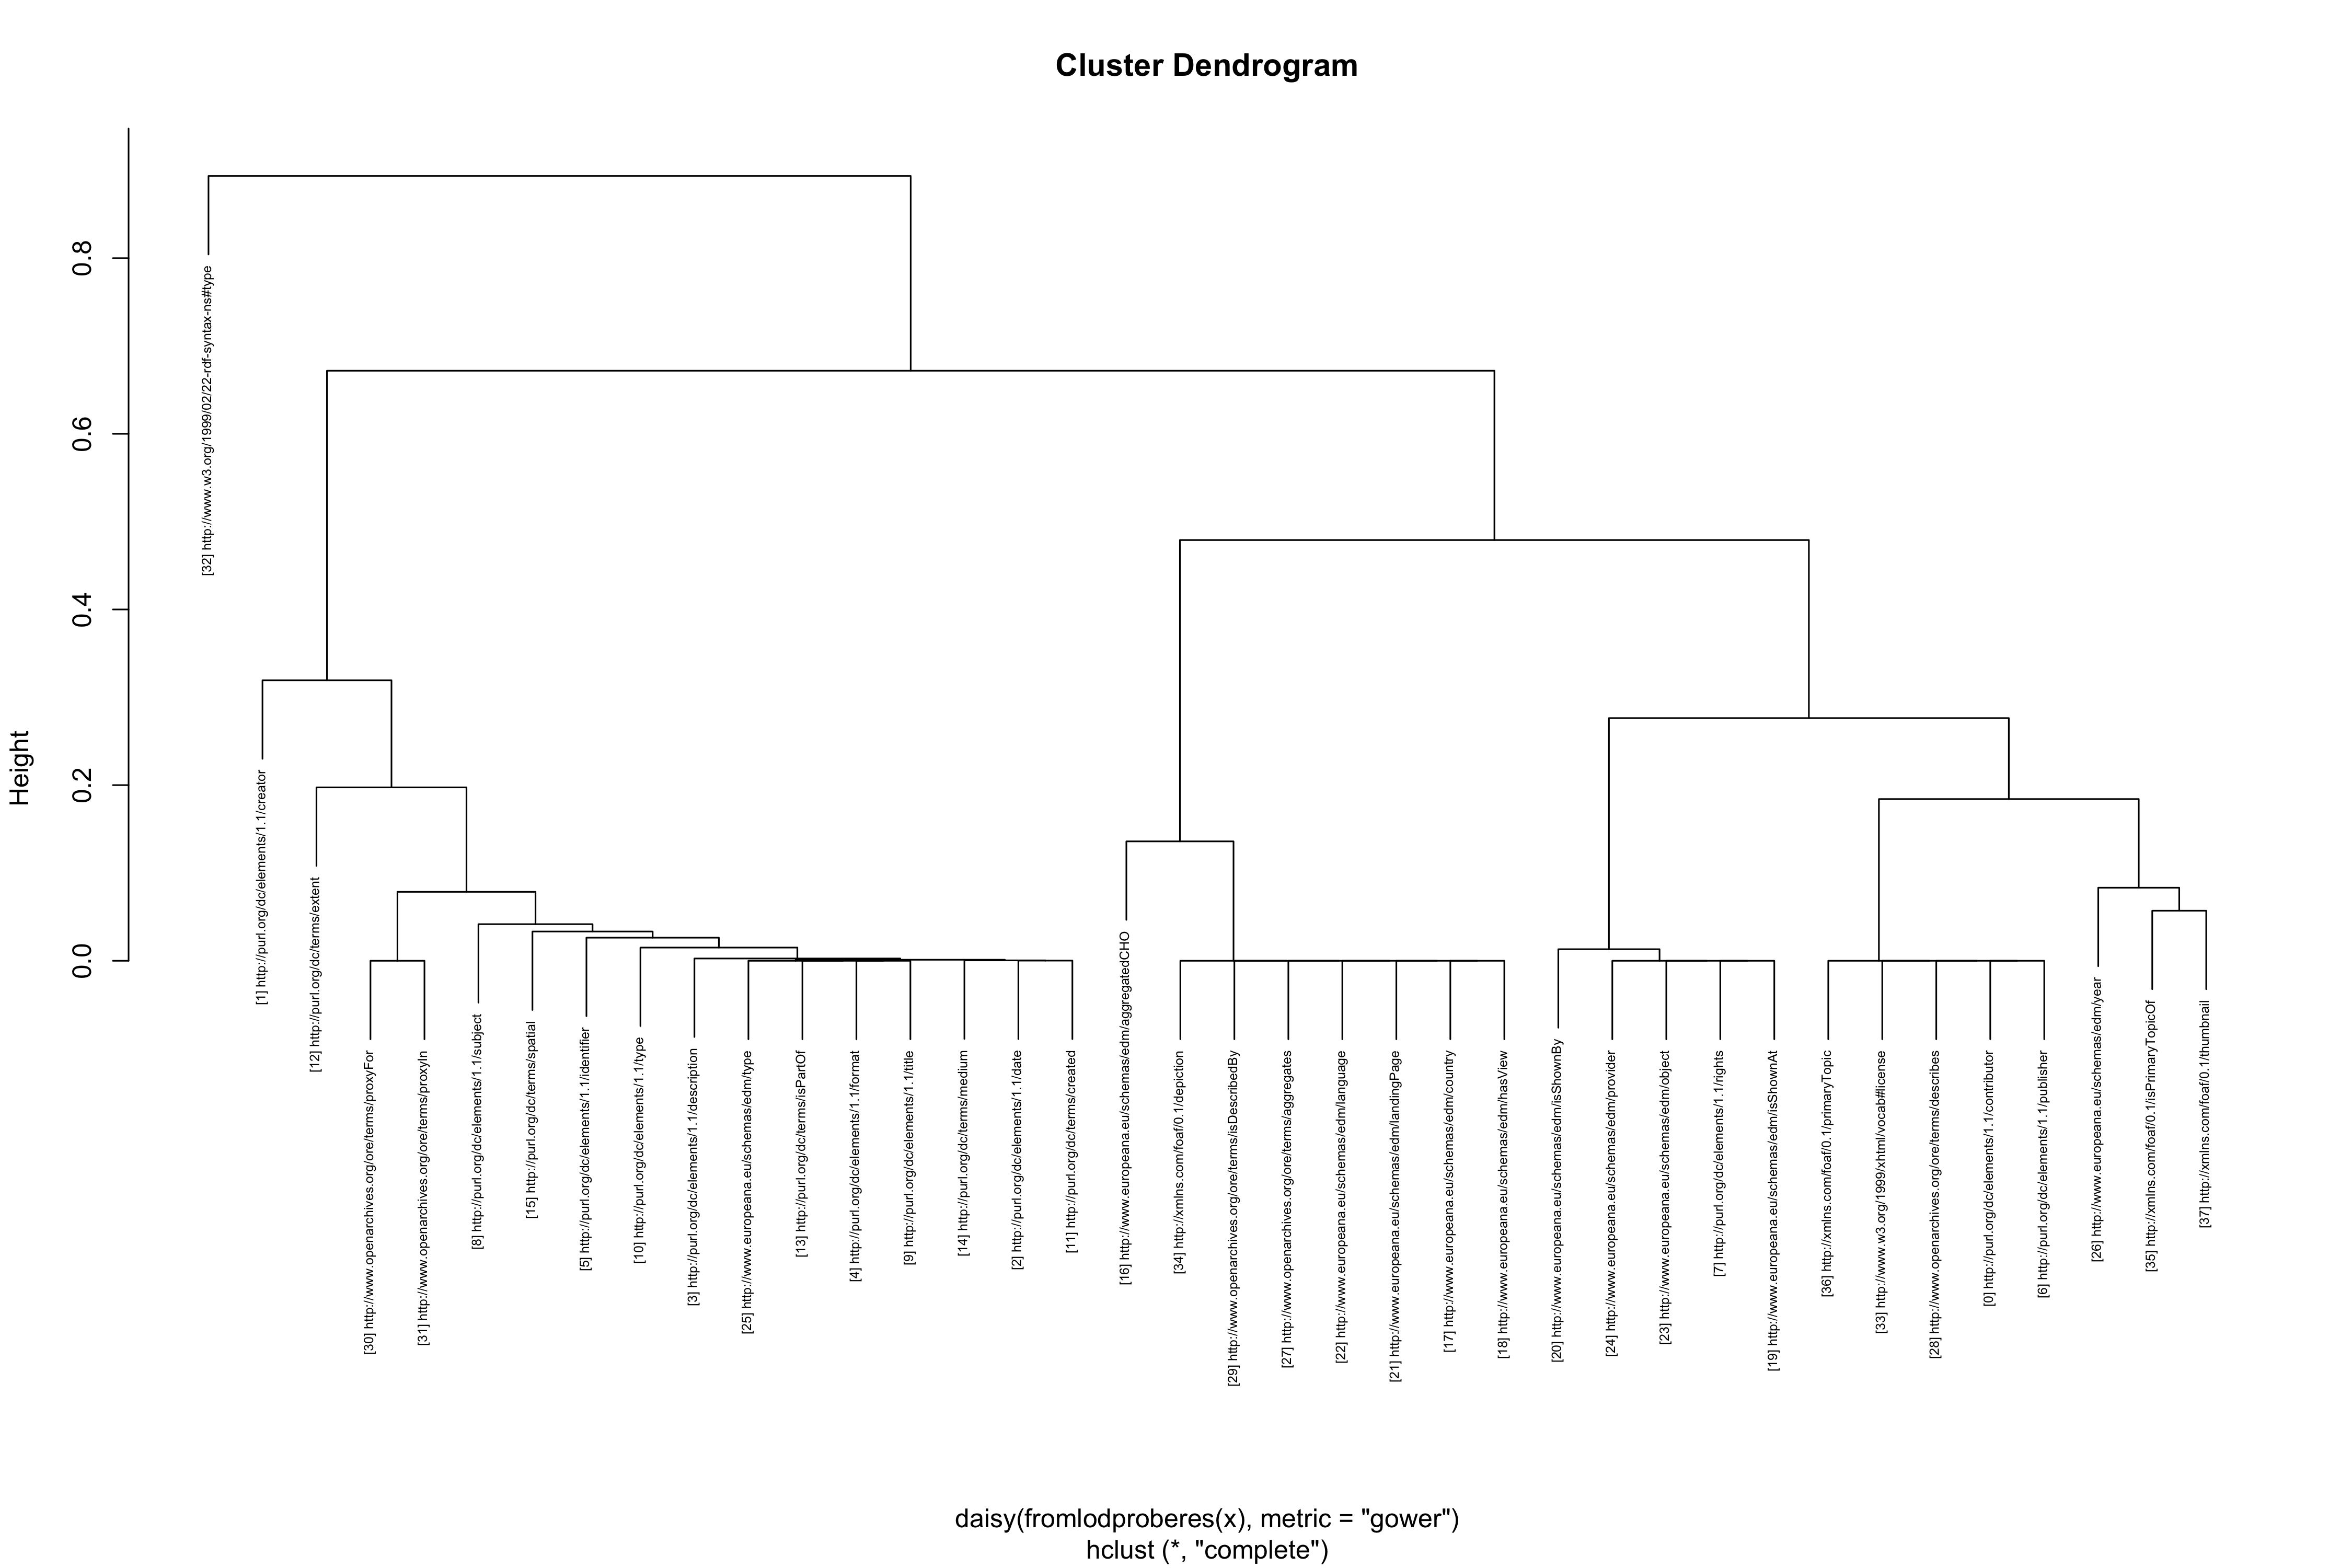 Cluster Dendrogram
Height
0.0
0.2
0.4
0.6
0.8
[32] http://www.w3.org/1999/02/22-rdf-syntax-ns#type
[1] http://purl.org/dc/elements/1.1/creator
[12] http://purl.org/dc/terms/extent
[30] http://www.openarchives.org/ore/terms/proxyFor
[31] http://www.openarchives.org/ore/terms/proxyIn
[8] http://purl.org/dc/elements/1.1/subject
[15] http://purl.org/dc/terms/spatial
[5] http://purl.org/dc/elements/1.1/identifier
[10] http://purl.org/dc/elements/1.1/type
[3] http://purl.org/dc/elements/1.1/description
[25] http://www.europeana.eu/schemas/edm/type
[13] http://purl.org/dc/terms/isPartOf
[4] http://purl.org/dc/elements/1.1/format
[9] http://purl.org/dc/elements/1.1/title
[14] http://purl.org/dc/terms/medium
[2] http://purl.org/dc/elements/1.1/date
[11] http://purl.org/dc/terms/created
[16] http://www.europeana.eu/schemas/edm/aggregatedCHO
[34] http://xmlns.com/foaf/0.1/depiction
[29] http://www.openarchives.org/ore/terms/isDescribedBy
[27] http://www.openarchives.org/ore/terms/aggregates
[22] http://www.europeana.eu/schemas/edm/language
[21] http://www.europeana.eu/schemas/edm/landingPage
[17] http://www.europeana.eu/schemas/edm/country
[18] http://www.europeana.eu/schemas/edm/hasView
[20] http://www.europeana.eu/schemas/edm/isShownBy
[24] http://www.europeana.eu/schemas/edm/provider
[23] http://www.europeana.eu/schemas/edm/object
[7] http://purl.org/dc/elements/1.1/rights
[19] http://www.europeana.eu/schemas/edm/isShownAt
[36] http://xmlns.com/foaf/0.1/primaryTopic
[33] http://www.w3.org/1999/xhtml/vocab#license
[28] http://www.openarchives.org/ore/terms/describes
[0] http://purl.org/dc/elements/1.1/contributor
[6] http://purl.org/dc/elements/1.1/publisher
[26] http://www.europeana.eu/schemas/edm/year
[35] http://xmlns.com/foaf/0.1/isPrimaryTopicOf
[37] http://xmlns.com/foaf/0.1/thumbnail
daisy(fromlodproberes(x), metric = "gower")
hclust (*, "complete")